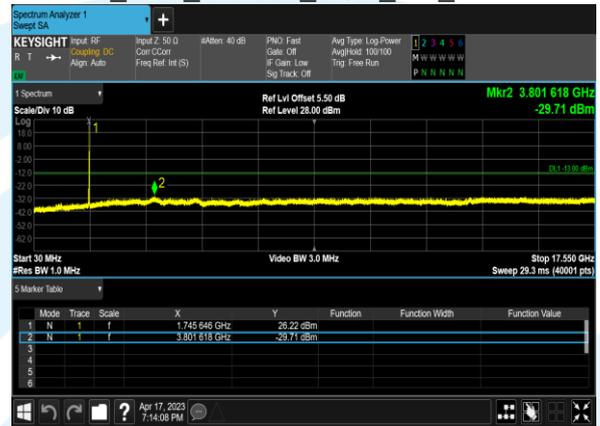 Spectrum Analyzer 1
Swept SA
KEYSIGHT
R T
Input: RF
Coupling: DC
Align: Auto
Input Z: 50 Ω
Corr CCorr
Freq Ref: Int (S)
#Atten: 40 dB
PNO: Fast
Gate: Off
IF Gain: Low
Sig Track: Off
Avg Type: Log-Power
Avg|Hold: 100/100
Trig: Free Run
1 2 3 4 5 6
M W W W W W
P N N N N N
1 Spectrum
Scale/Div 10 dB
Ref Lvl Offset 5.50 dB
Ref Level 28.00 dBm
Mkr2 3.801 618 GHz
-29.71 dBm
Log
18.0
8.00
-2.00
-12.0
-22.0
-32.0
-42.0
-52.0
-62.0
1
2
DL1 -13.00 dBm
Start 30 MHz
#Res BW 1.0 MHz
Video BW 3.0 MHz
Stop 17.550 GHz
Sweep 29.3 ms (40001 pts)
5 Marker Table
Mode Trace Scale X Y Function Function Width Function Value
1 N 1 f 1.745 646 GHz 26.22 dBm
2 N 1 f 3.801 618 GHz -29.71 dBm
3
4
5
6
?
Apr 17, 2023
7:14:08 PM